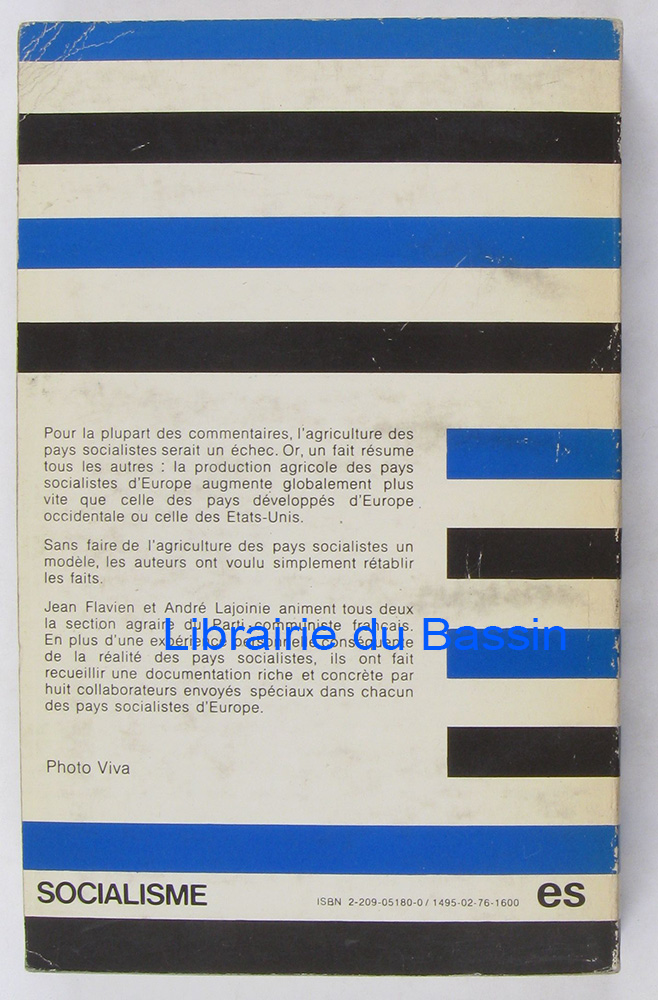 Pour la plupart des commentaires, l'agriculture des
pays socialistes serait un échec. Or, un fait résume
tous les autres : la production agricole des pays
socialistes d'Europe augmente globalement plus
vite que celle des pays développés d'Europe
occidentale ou celle des Etats-Unis.
Sans faire de l'agriculture des pays socialistes un
modèle, les auteurs ont voulu simplement rétablir
les faits.
Jean Flavien et André Lajoinie animent tous deux
la section agraire du Parti communiste français.
En plus d'une expérience personnelle conséquente
de la réalité des pays socialistes, ils ont fait
recueillir une documentation riche et concrète par
huit collaborateurs envoyés spéciaux dans chacun
des pays socialistes d'Europe.
Librairie du Bassin
Photo Viva
SOCIALISME
ISBN 2-209-05180-0 / 1495-02-76-1600
es